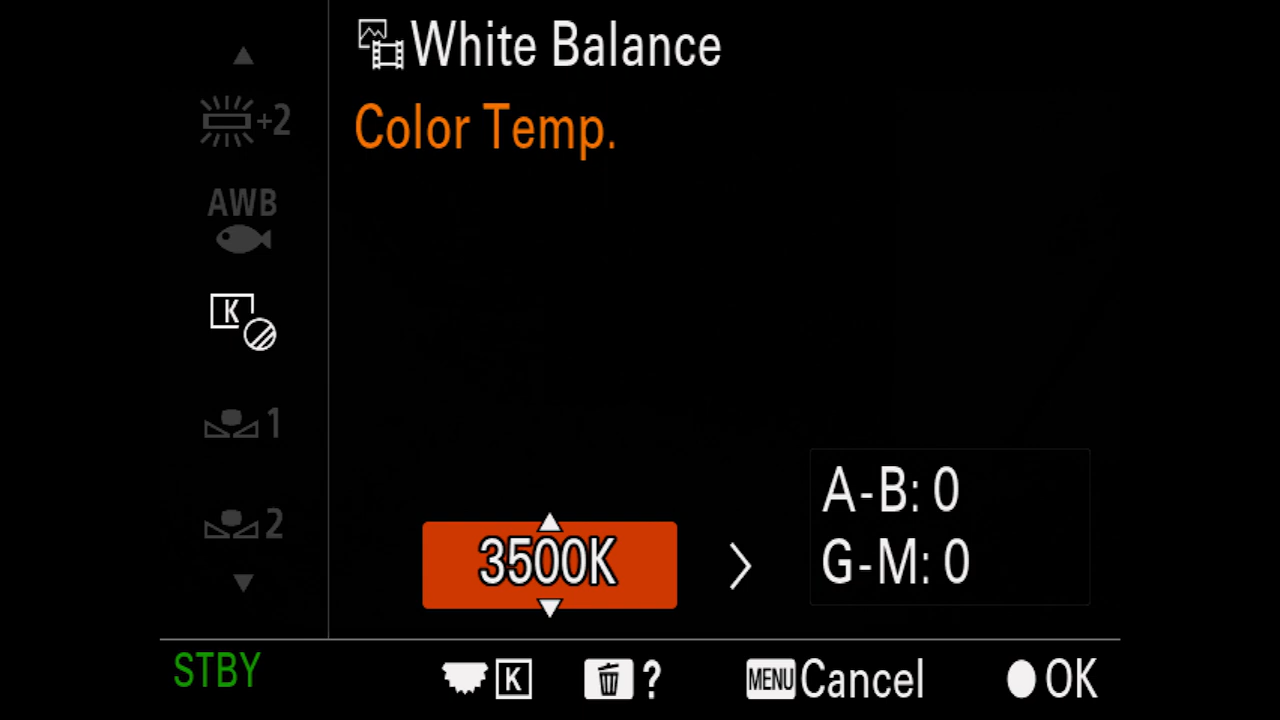 White Balance
Color Temp.
+2
AWB
K
1
2
3500K
A-B: 0
G-M: 0
STBY
K
?
MENU Cancel
OK